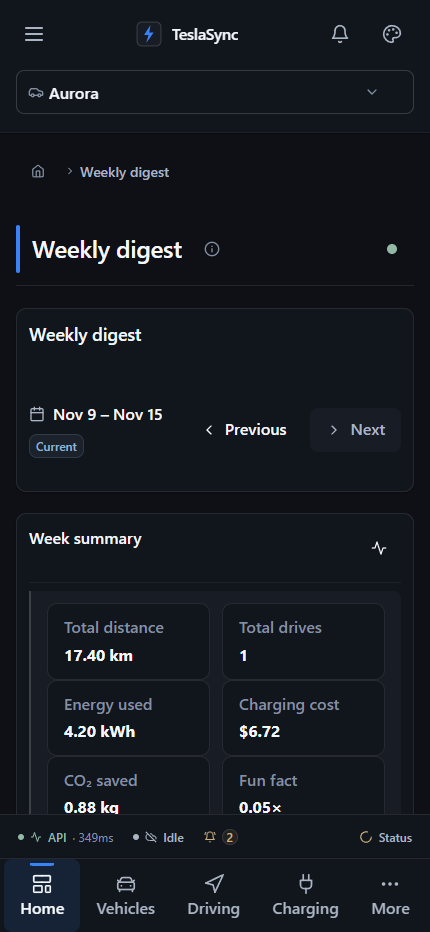 TeslaSync
Aurora
Weekly digest
Weekly digest
Weekly digest
Nov 9 – Nov 15
Current
Previous
Next
Week summary
Total distance
17.40 km
Total drives
1
Energy used
4.20 kWh
Charging cost
$6.72
CO₂ saved
0.88 kg
Fun fact
0.05×
API · 349ms
Idle
2
Status
Home
Vehicles
Driving
Charging
More